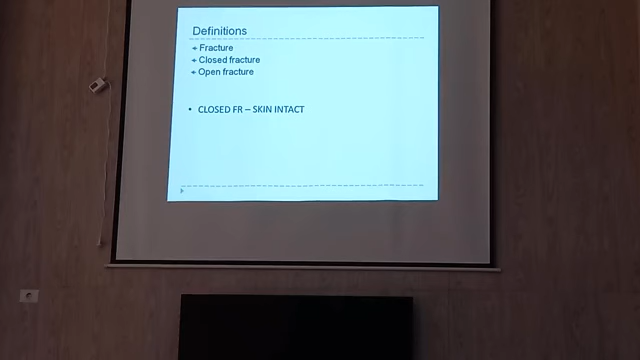 Definitions
Fracture
Closed fracture
Open fracture
• CLOSED FR – SKIN INTACT